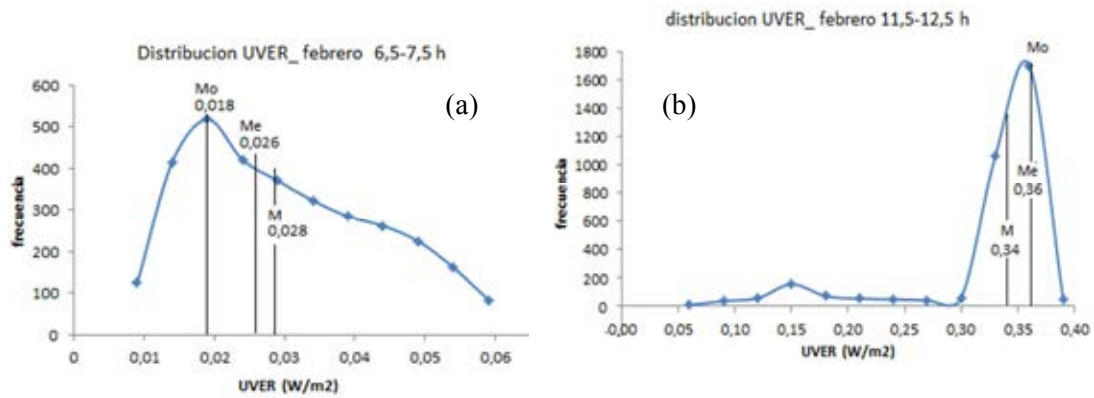 Distribucion UVER_ febrero 6,5-7,5 h
(a)
600
500
400
300
200
100
0
frecuencia
Mo
0,018
Me
0,026
M
0,028
0
0,01
0,02
0,03
0,04
0,05
0,06
UVER (W/m2)
distribucion UVER_ febrero 11,5-12,5 h
(b)
1800
1600
1400
1200
1000
800
600
400
200
0
frecuencia
Mo
Me
0,36
M
0,34
-0,00
0,05
0,10
0,15
0,20
0,25
0,30
0,35
0,40
UVER (W/m2)